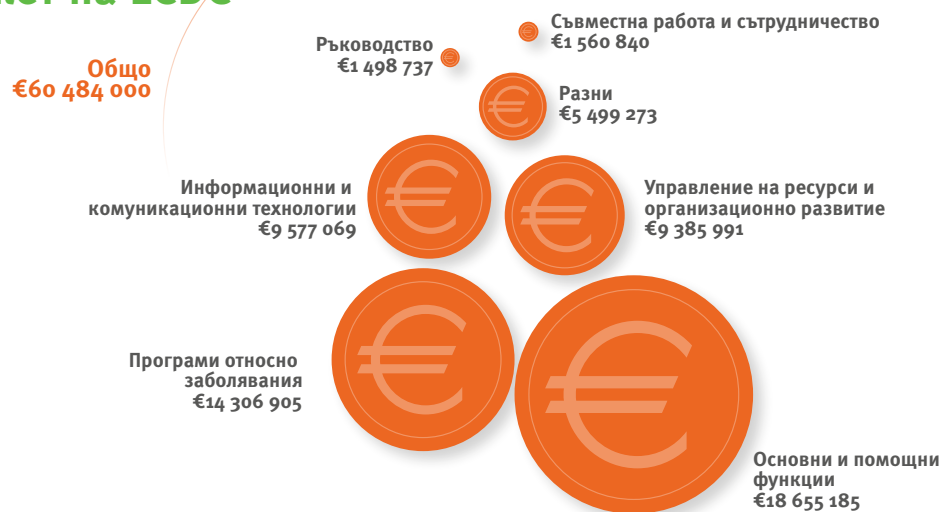 Общо
€60 484 000
Ръководство
€1 498 737
Съвместна работа и сътрудничество
€1 560 840
Разни
€5 499 273
Информационни и
комуникационни технологии
€9 577 069
Управление на ресурси и
организационно развитие
€9 385 991
Програми относно
заболявания
€14 306 905
Основни и помощни
функции
€18 655 185